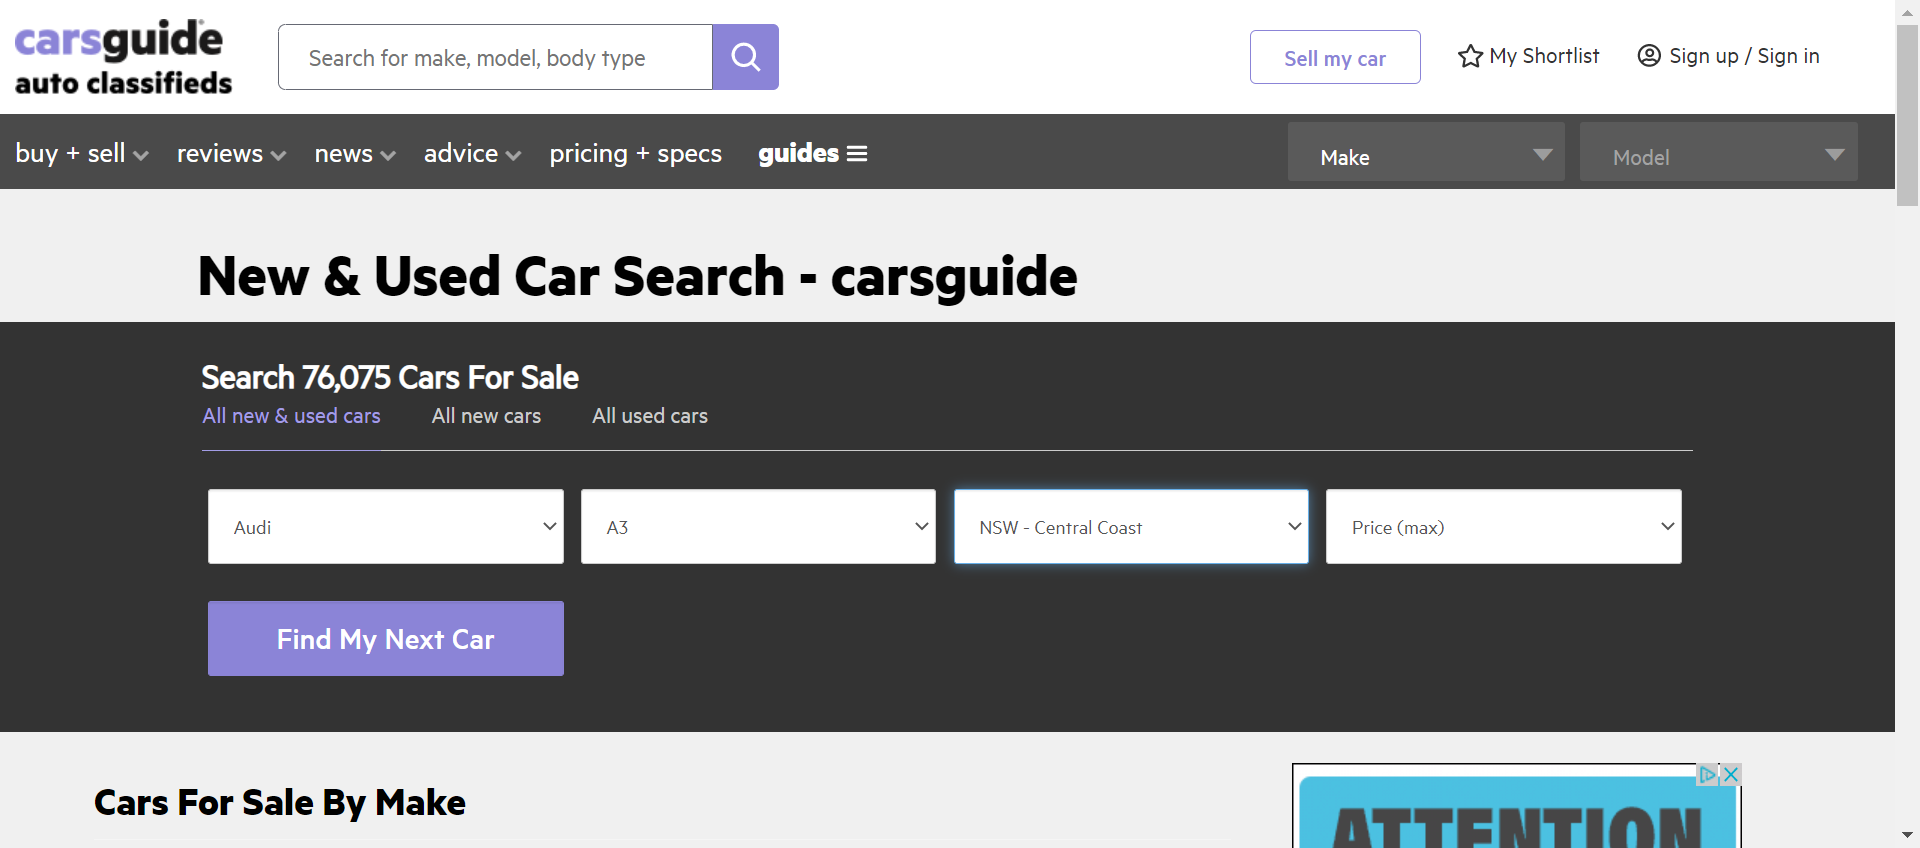 carsguide
auto classifieds
Search for make, model, body type
Sell my car
My Shortlist
Sign up / Sign in
buy + sell
reviews
news
advice
pricing + specs
guides
Make
Model
New & Used Car Search - carsguide
Search 76,075 Cars For Sale
All new & used cars
All new cars
All used cars
Audi
A3
NSW - Central Coast
Price (max)
Find My Next Car
Cars For Sale By Make
ATTENTION